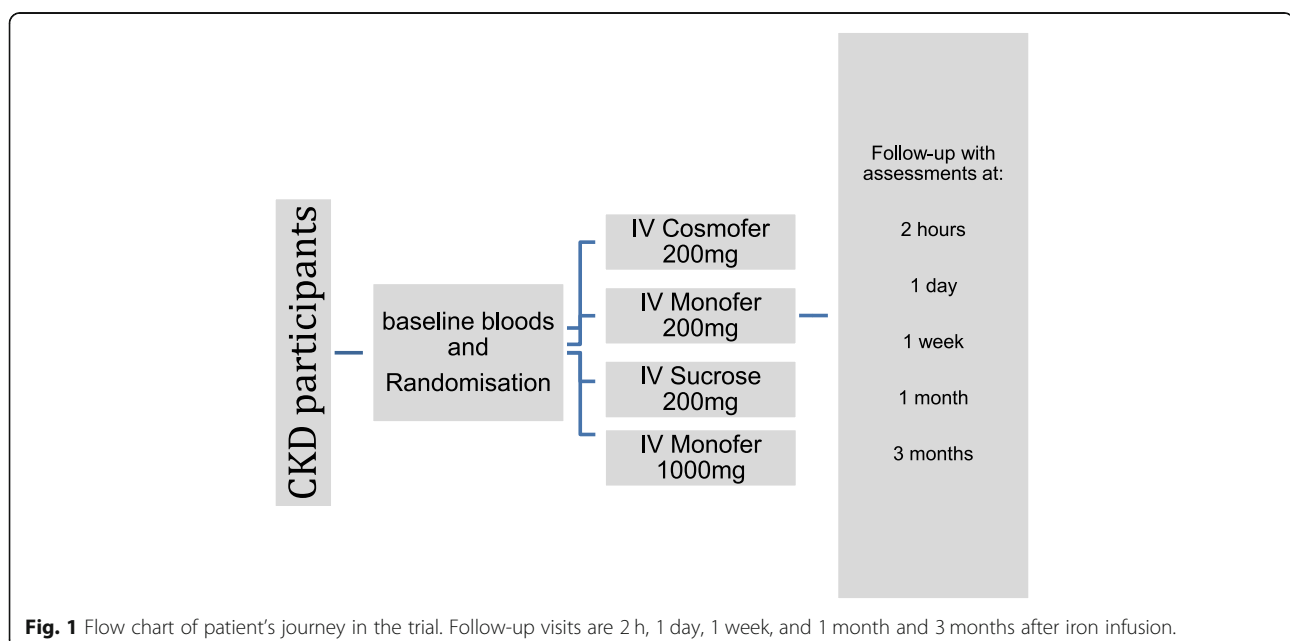 CKD participants
baseline bloods
and
Randomisation
IV Cosmofer
200mg
IV Monofer
200mg
IV Sucrose
200mg
IV Monofer
1000mg
Follow-up with
assessments at:
2 hours
1 day
1 week
1 month
3 months
Fig. 1 Flow chart of patient's journey in the trial. Follow-up visits are 2 h, 1 day, 1 week, and 1 month and 3 months after iron infusion.